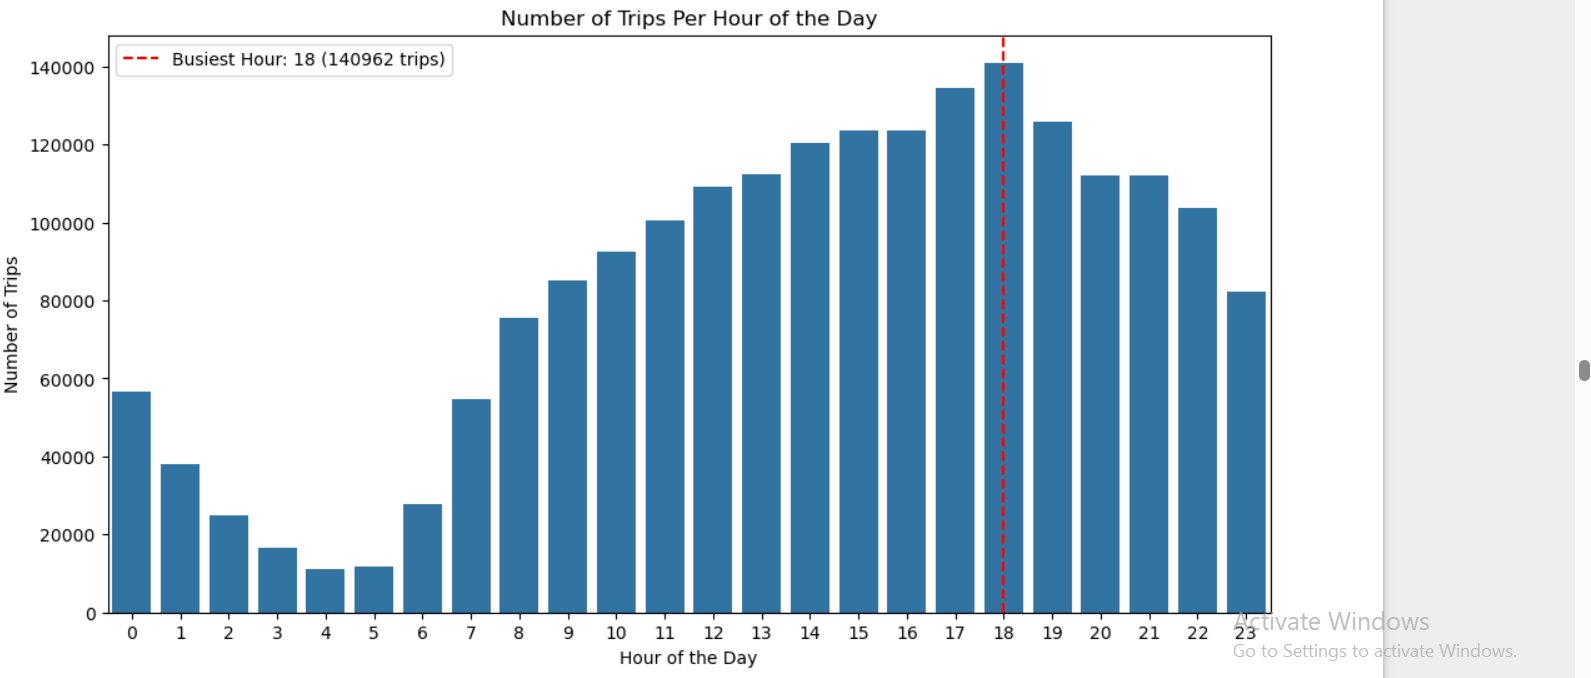 Number of Trips Per Hour of the Day
Busiest Hour: 18 (140962 trips)
140000
120000
100000
80000
60000
40000
20000
0
Number of Trips
0 1 2 3 4 5 6 7 8 9 10 11 12 13 14 15 16 17 18 19 20 21 22 23
Hour of the Day
Activate Windows
Go to Settings to activate Windows.